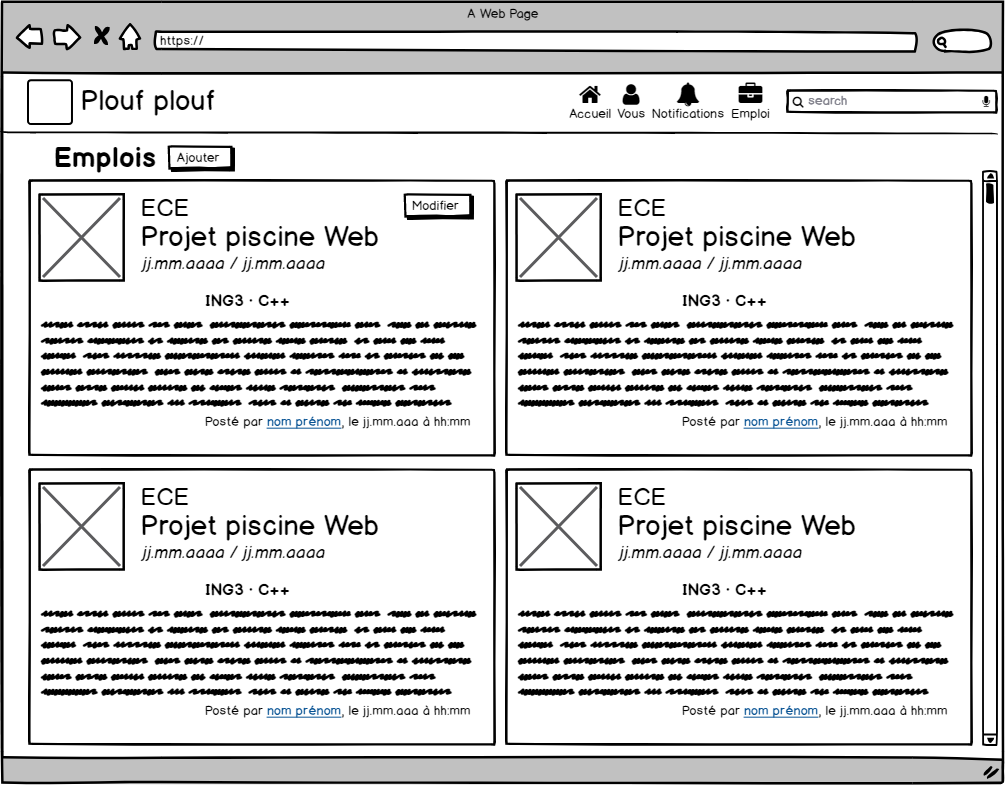 A Web Page
https://
Plouf plouf
Accueil Vous Notifications Emploi
search
Emplois Ajouter
ECE
Modifier
Projet piscine Web
jj.mm.aaaa / jj.mm.aaaa
ING3 · C++
Posté par nom prénom, le jj.mm.aaa à hh:mm
ECE
Projet piscine Web
jj.mm.aaaa / jj.mm.aaaa
ING3 · C++
Posté par nom prénom, le jj.mm.aaa à hh:mm
ECE
Projet piscine Web
jj.mm.aaaa / jj.mm.aaaa
ING3 · C++
Posté par nom prénom, le jj.mm.aaa à hh:mm
ECE
Projet piscine Web
jj.mm.aaaa / jj.mm.aaaa
ING3 · C++
Posté par nom prénom, le jj.mm.aaa à hh:mm